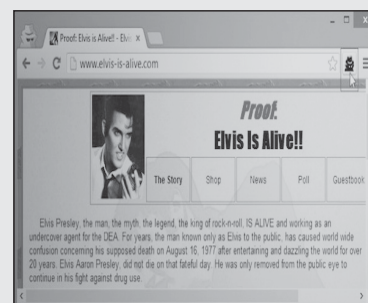 Proof: Elvis is Alive!! - Elvi x
www.elvis-is-alive.com
Proof:
Elvis Is Alive!!
The Story
Shop
News
Poll
Guestbook
Elvis Presley, the man, the myth, the legend, the king of rock-n-roll, IS ALIVE and working as an
undercover agent for the DEA. For years, the man known only as Elvis to the public, has caused world wide
confusion concerning his supposed death on August 16, 1977 after entertaining and dazzling the world for over
20 years. Elvis Aaron Presley, did not die on that fateful day. He was only removed from the public eye to
continue in his fight against drug use.